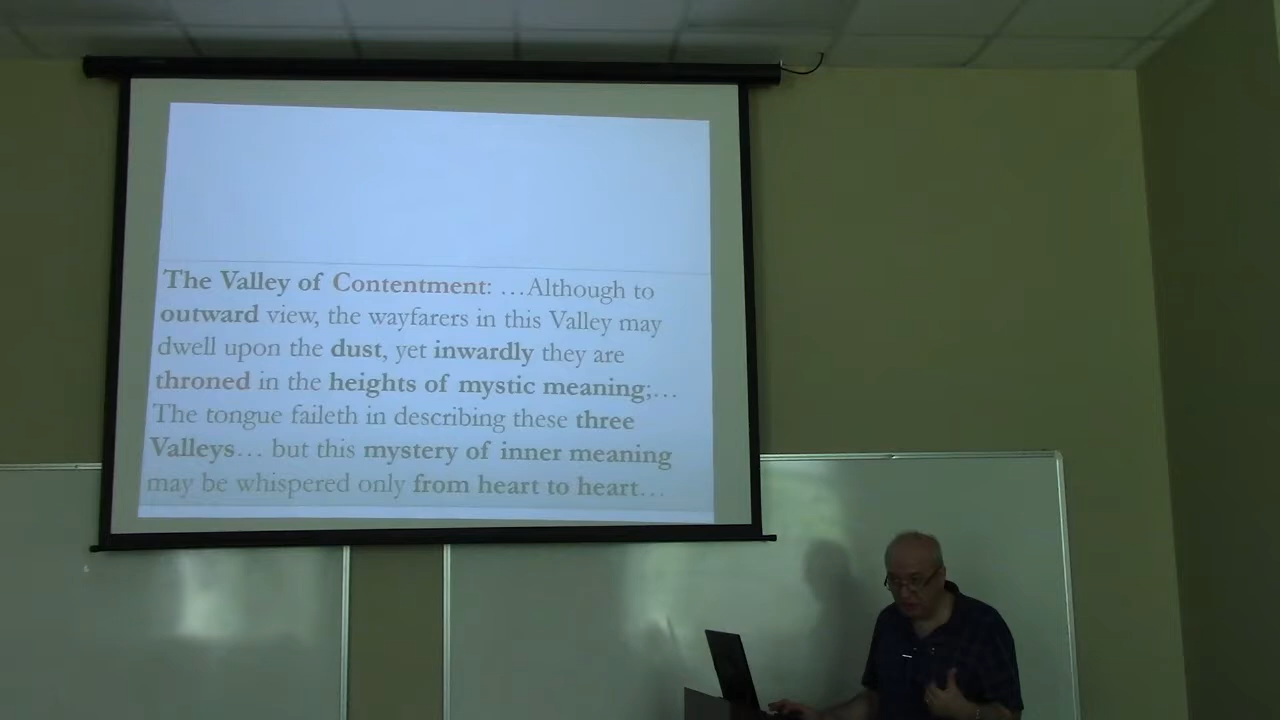 The Valley of Contentment: …Although to
outward view, the wayfarers in this Valley may
dwell upon the dust, yet inwardly they are
throned in the heights of mystic meaning;…
The tongue faileth in describing these three
Valleys… but this mystery of inner meaning
may be whispered only from heart to heart…